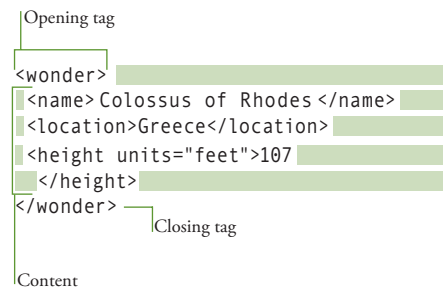 Opening tag
<wonder>
<name> Colossus of Rhodes </name>
<location>Greece</location>
<height units="feet">107
</height>
</wonder>
Closing tag
Content